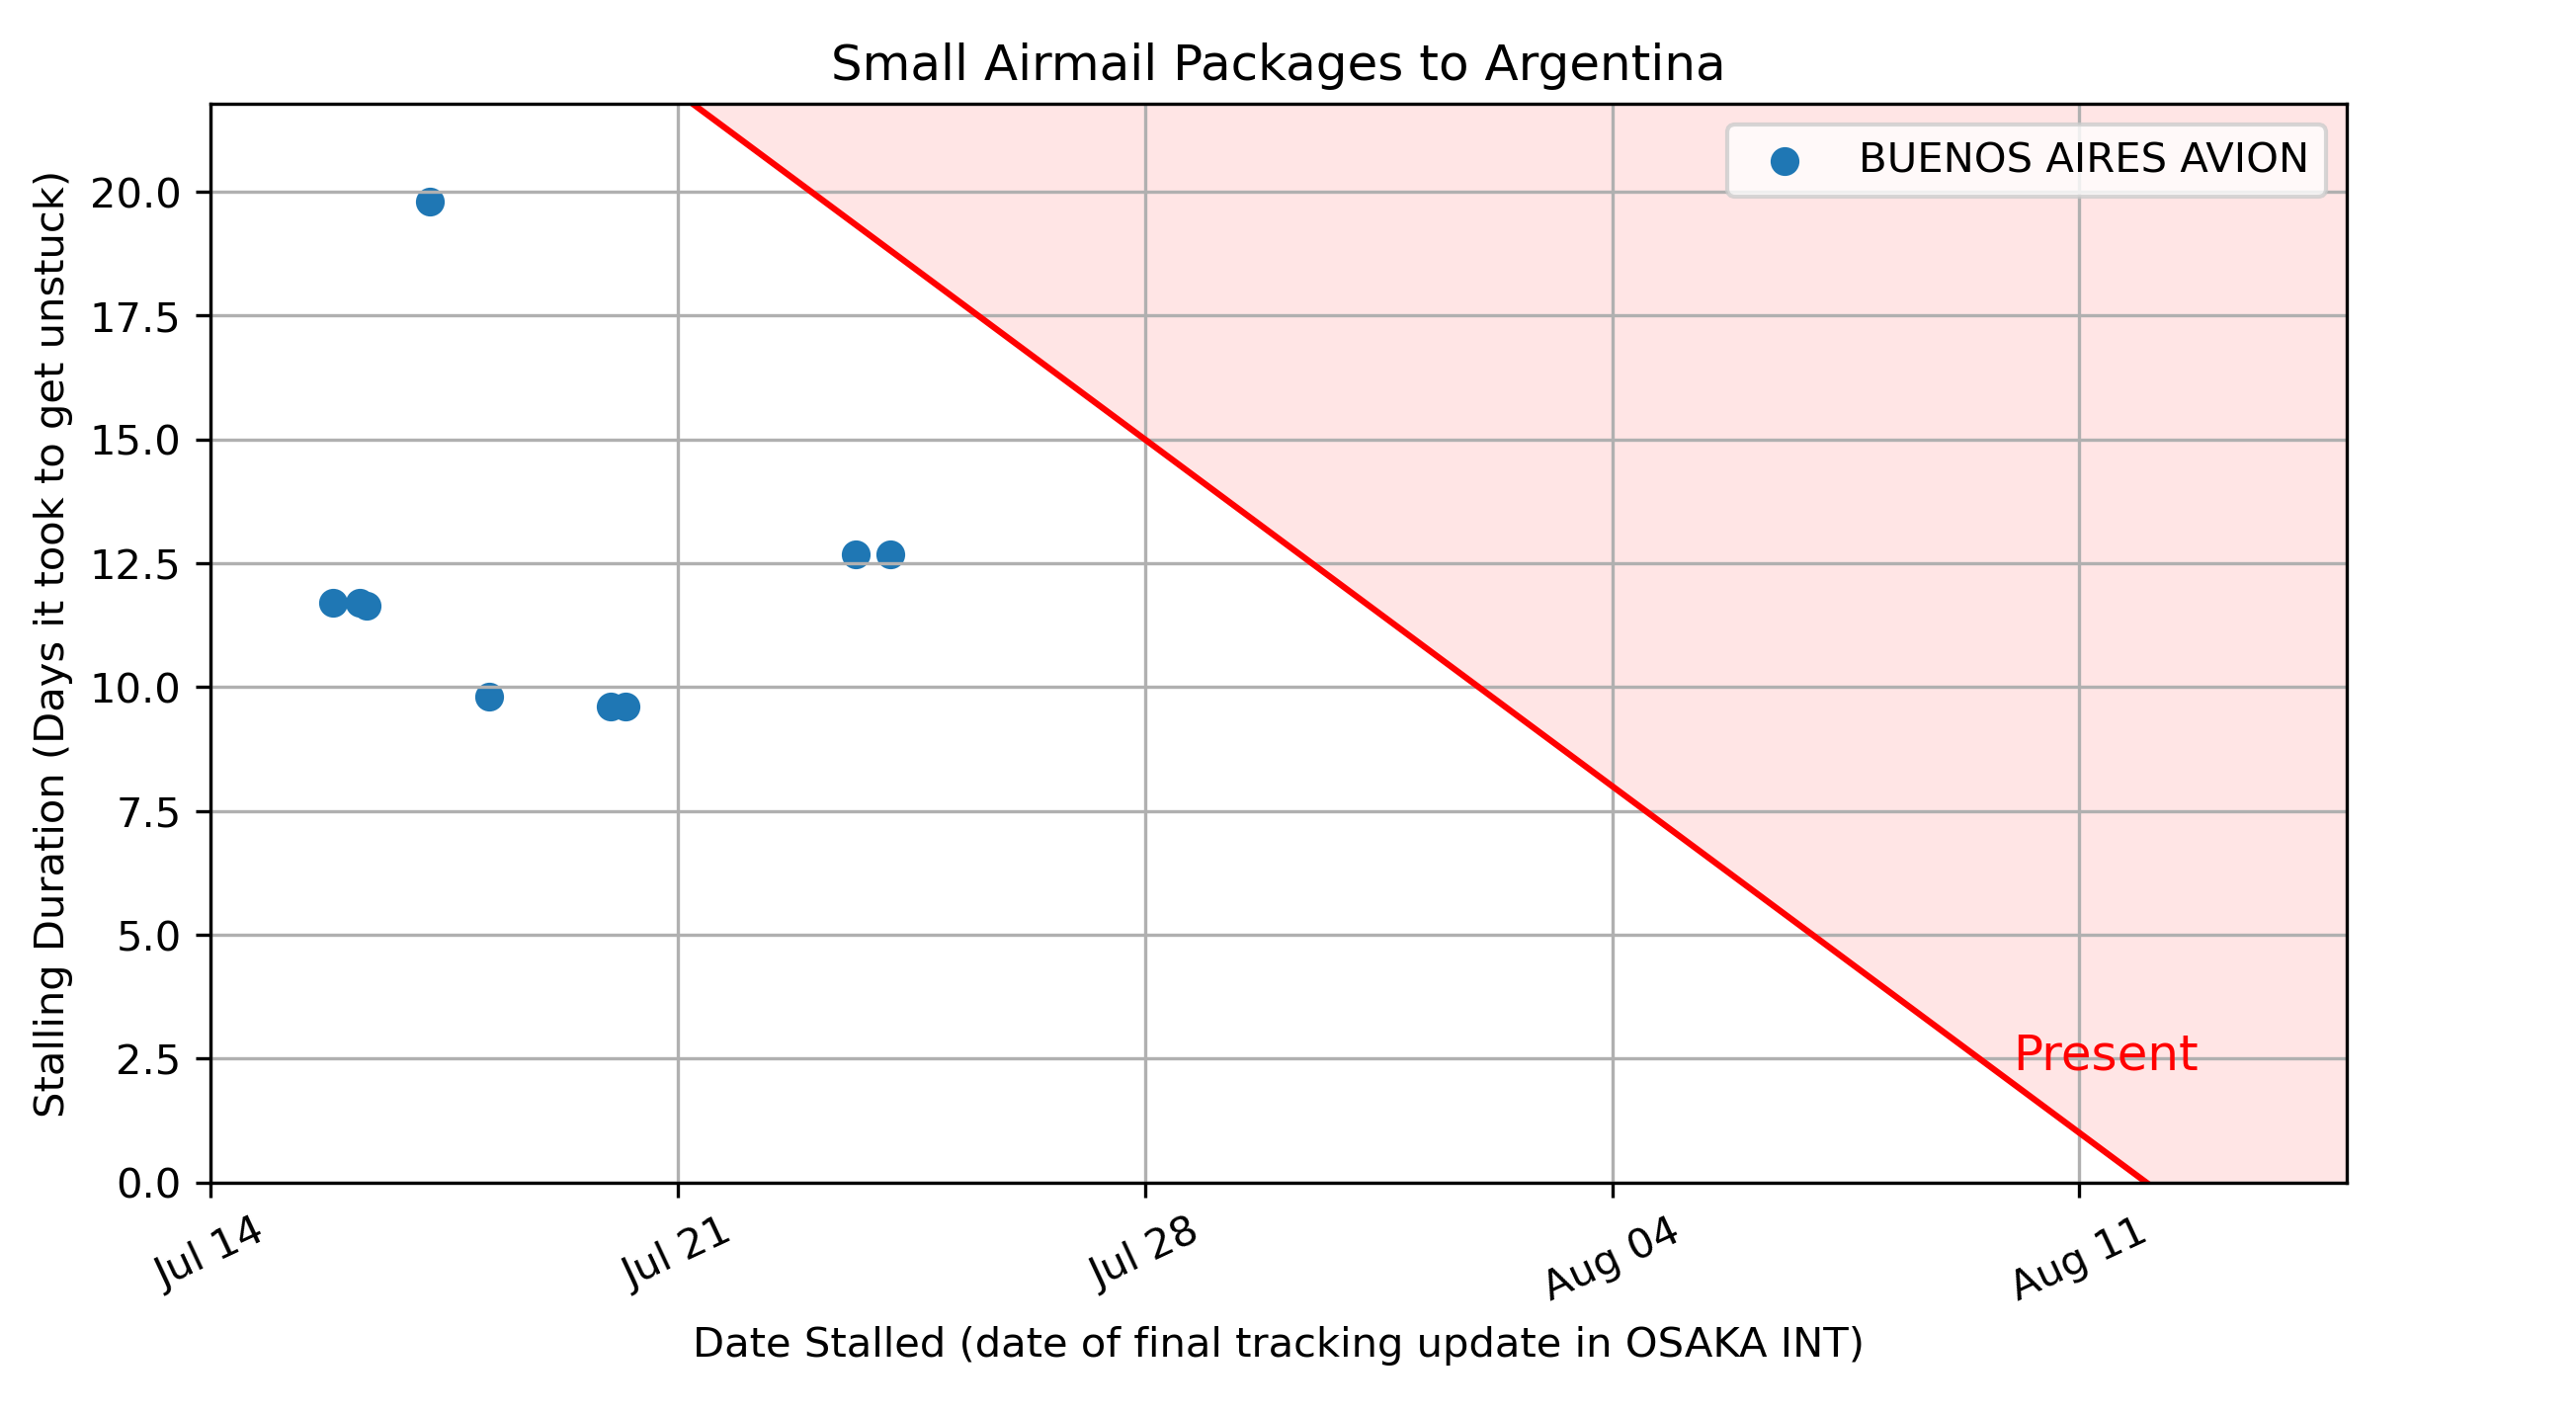 Small Airmail Packages to Argentina
BUENOS AIRES AVION
Stalling Duration (Days it took to get unstuck)
20.0
17.5
15.0
12.5
10.0
7.5
5.0
2.5
0.0
Present
Jul 14
Jul 21
Jul 28
Aug 04
Aug 11
Date Stalled (date of final tracking update in OSAKA INT)